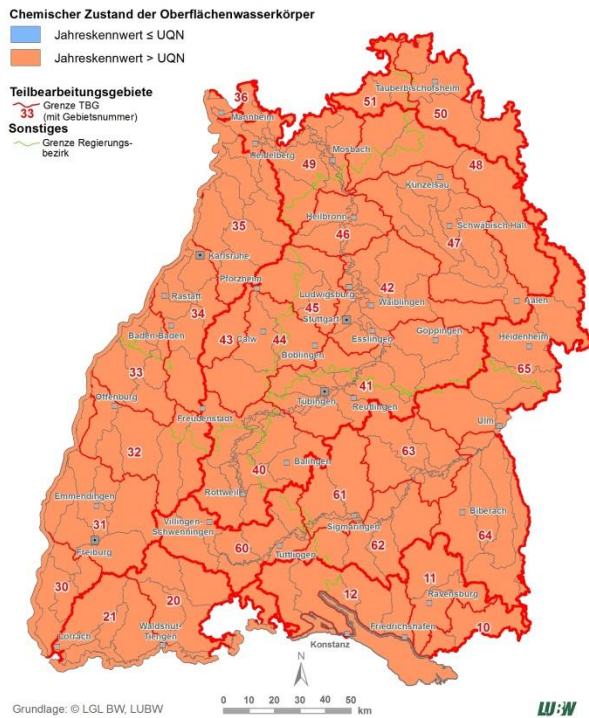 Chemischer Zustand der Oberflächenwasserkörper
Jahreskennwert ≤ UQN
Jahreskennwert > UQN
Teilbearbeitungsgebiete
33 Grenze TBG
(mit Gebietsnummer)
Sonstiges
Grenze Regierungs-
bezirk
36
Mannheim
51
Tauberbischofsheim
50
Heidelberg
49
Mosbach
48
Künzelsau
35
Heilbronn
46
Schwäbisch Hall
47
Karlsruhe
Pforzheim
42
Rastatt
34
Ludwigsburg
45
Waiblingen
Aalen
Baden-Baden
43
Calw
44
Stuttgart
Esslingen
Göppingen
Heidenheim
Böblingen
33
65
Offenburg
41
Tübingen
Reutlingen
Freudenstadt
Ulm
32
40
Balingen
63
Emmendingen
Rottweil
61
31
Villingen-
Schwenningen
Sigmaringen
Biberach
64
Freiburg
60
Tuttlingen
62
30
20
12
11
21
Ravensburg
Lörrach
Waldshut-
Tiengen
Friedrichshafen
10
Konstanz
N
0 10 20 30 40 50
km
Grundlage: © LGL BW, LUBW
LUBW